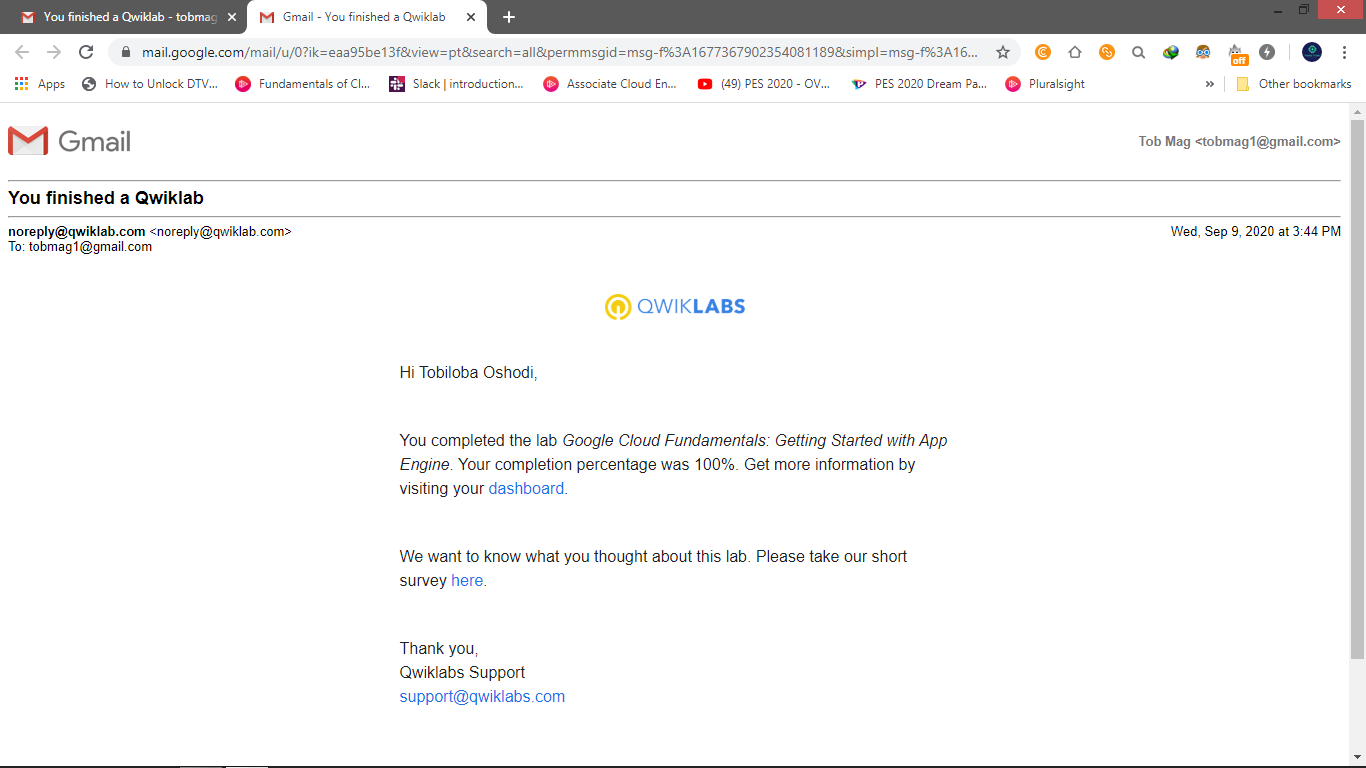 You finished a Qwiklab - tobmag
Gmail - You finished a Qwiklab
mail.google.com/mail/u/0?ik=eaa95be13f&view=pt&search=all&permmsgid=msg-f%3A1677367902354081189&simpl=msg-f%3A16...
off
Apps
How to Unlock DTV...
Fundamentals of Cl...
Slack | introduction...
Associate Cloud En...
(49) PES 2020 - OV...
PES 2020 Dream Pa...
Pluralsight
»
Other bookmarks
Gmail
Tob Mag <tobmag1@gmail.com>
You finished a Qwiklab
noreply@qwiklab.com <noreply@qwiklab.com>
Wed, Sep 9, 2020 at 3:44 PM
To: tobmag1@gmail.com
QWIKLABS
Hi Tobiloba Oshodi,
You completed the lab Google Cloud Fundamentals: Getting Started with App
Engine. Your completion percentage was 100%. Get more information by
visiting your dashboard.
We want to know what you thought about this lab. Please take our short
survey here.
Thank you,
Qwiklabs Support
support@qwiklabs.com